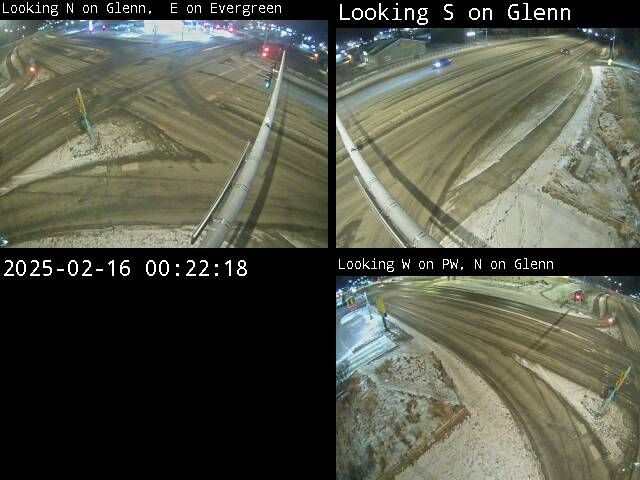 Looking N on Glenn, E on Evergreen
Looking S on Glenn
2025-02-16 00:22:18
Looking W on PW, N on Glenn